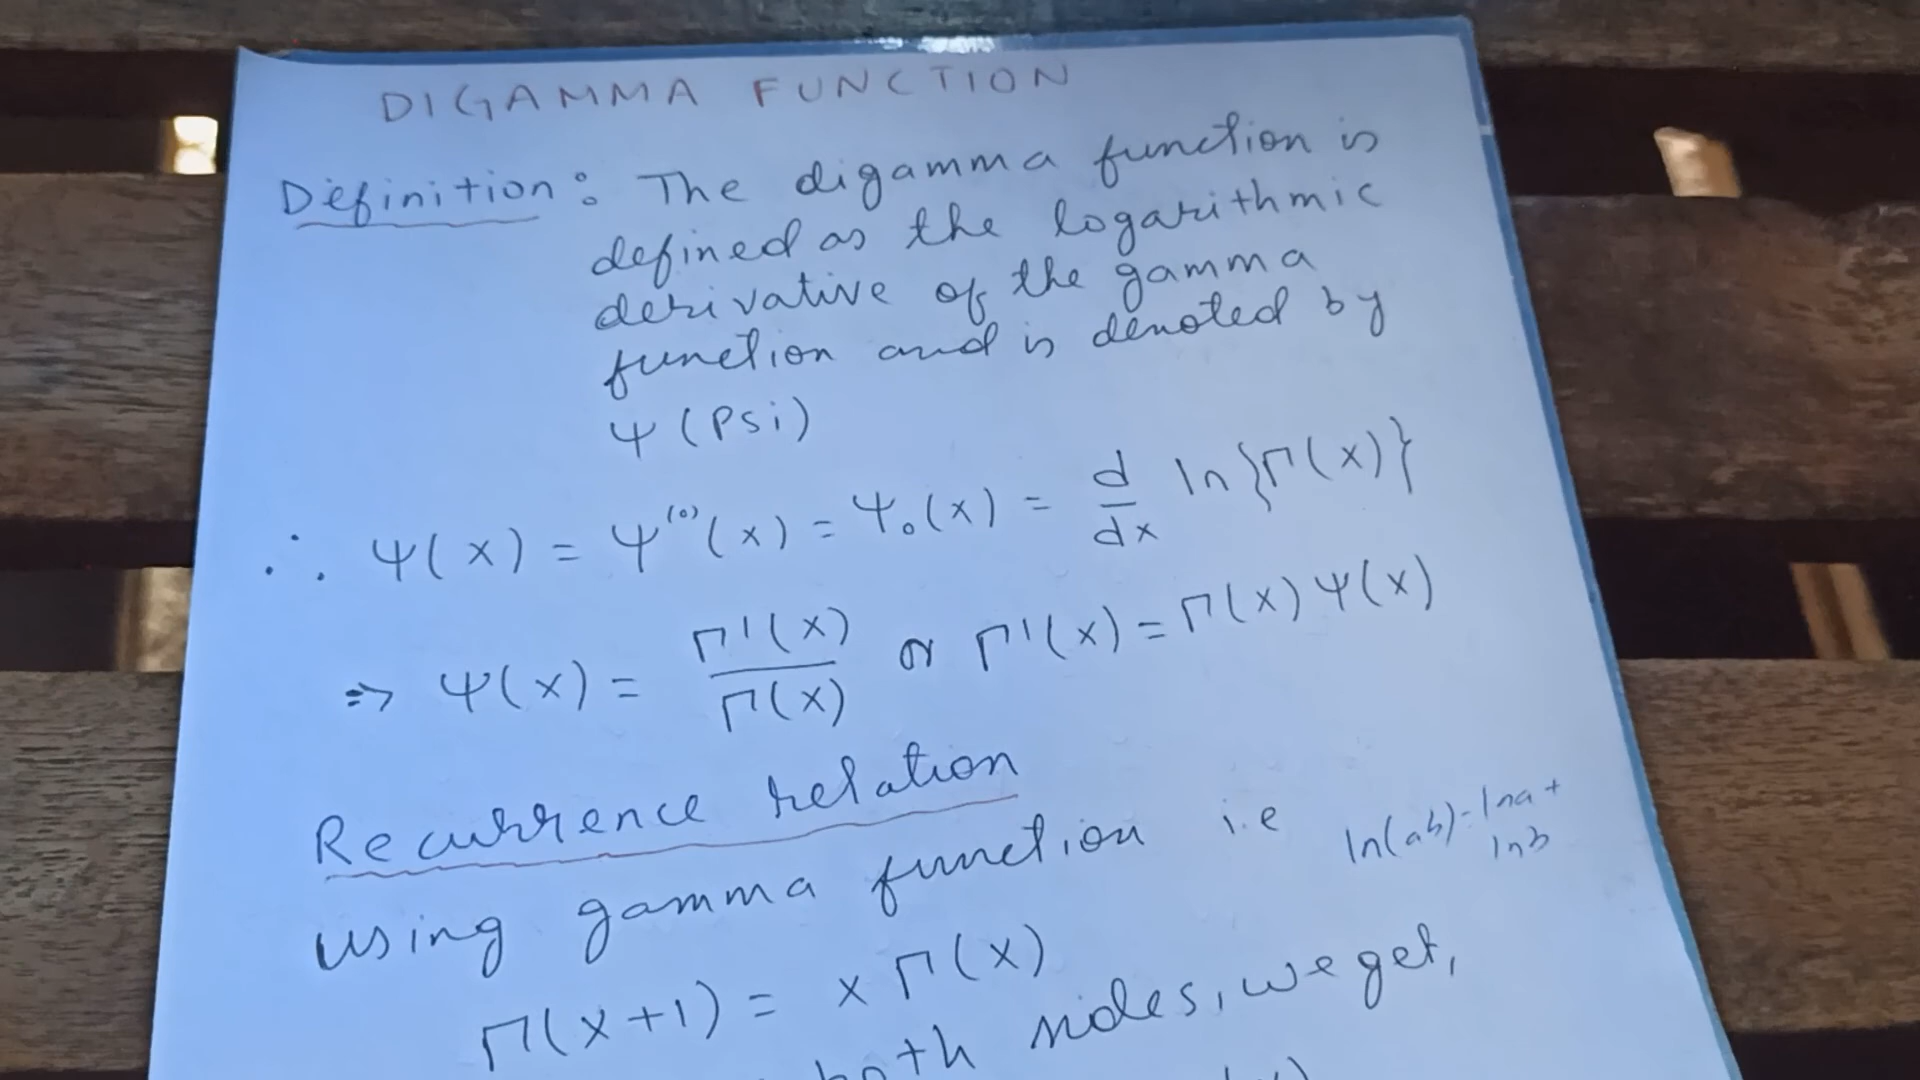 DIGAMMA FUNCTION
Definition: The digamma function is
defined as the logarithmic
derivative of the gamma
function and is denoted by
Ψ (Psi)
∴ Ψ(x) = Ψ⁽⁰⁾(x) = Ψ₀(x) = d/dx ln{Γ(x)}
⇒ Ψ(x) = Γ'(x)/Γ(x) or Γ'(x) = Γ(x) Ψ(x)
Recurrence relation
using gamma function i.e
ln(ab) = lna +
lnb
Γ(x+1) = x Γ(x)
both sides, we get,